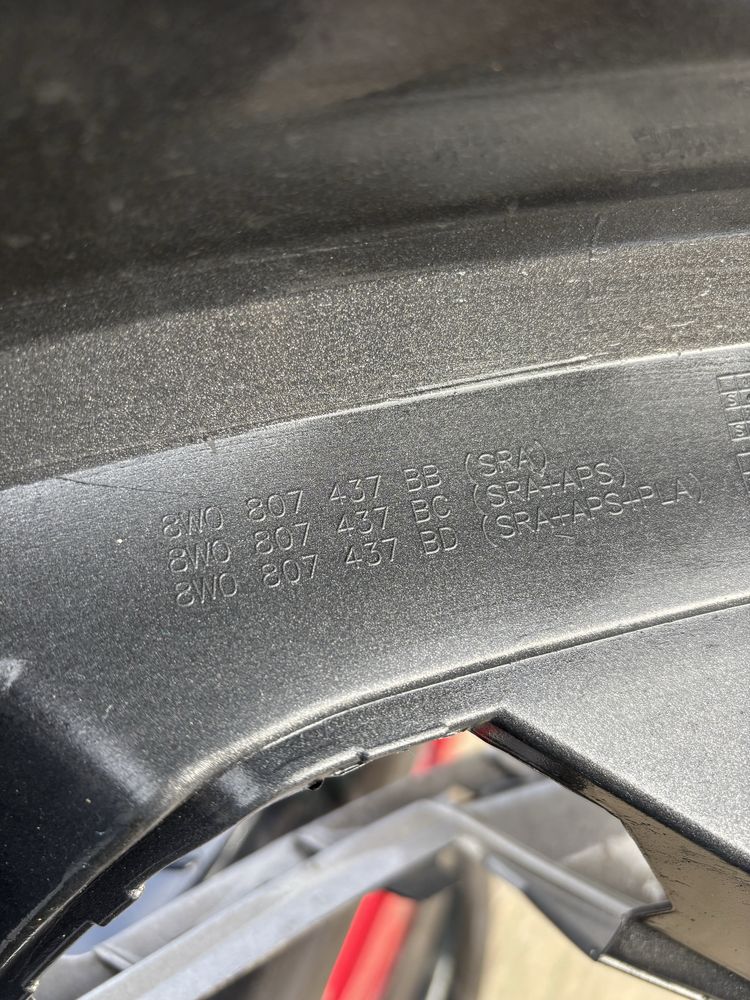 8W0 807 437 BB (SRA)
8W0 807 437 BC (SRA+APS)
8W0 807 437 BD (SRA+APS+PLA)
S
S